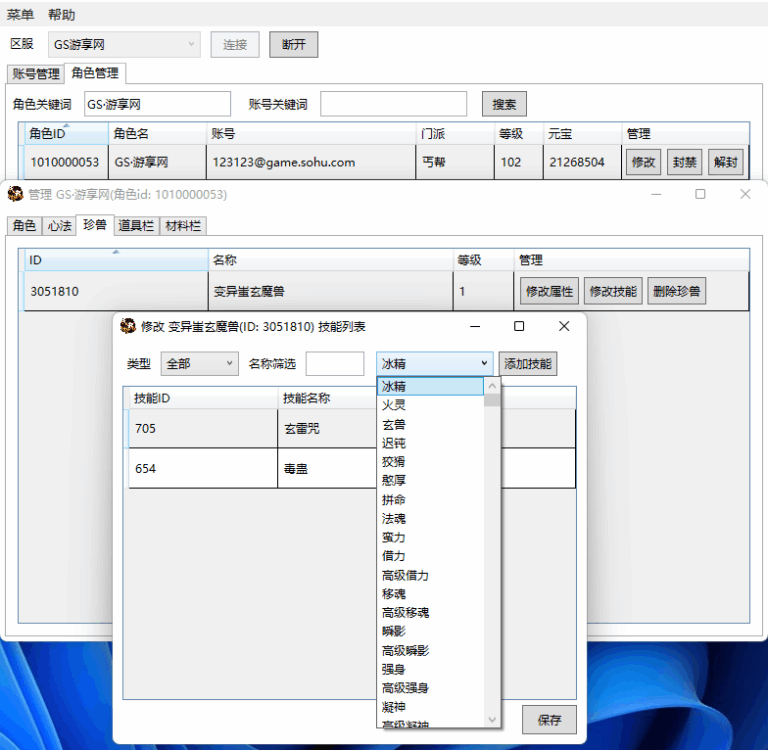 菜单 帮助
区服 GS游享网 连接 断开
账号管理 角色管理
角色关键词 GS·游享网 账号关键词 搜索
角色ID 角色名 账号 门派 等级 元宝 管理
1010000053 GS·游享网 123123@game.sohu.com 丐帮 102 21268504 修改 封禁 解封
管理 GS·游享网(角色id: 1010000053)
角色 心法 珍兽 道具栏 材料栏
ID 名称 等级 管理
3051810 变异蚩玄魔兽 1 修改属性 修改技能 删除珍兽
修改 变异蚩玄魔兽(ID: 3051810) 技能列表
类型 全部 名称筛选 冰精 添加技能
技能ID 技能名称
705 玄雷咒
654 毒蛊
冰精
火灵
玄兽
迟钝
狡猾
憨厚
拼命
法魂
蛮力
借力
高级借力
移魂
高级移魂
瞬影
高级瞬影
强身
高级强身
凝神
高级凝神
保存